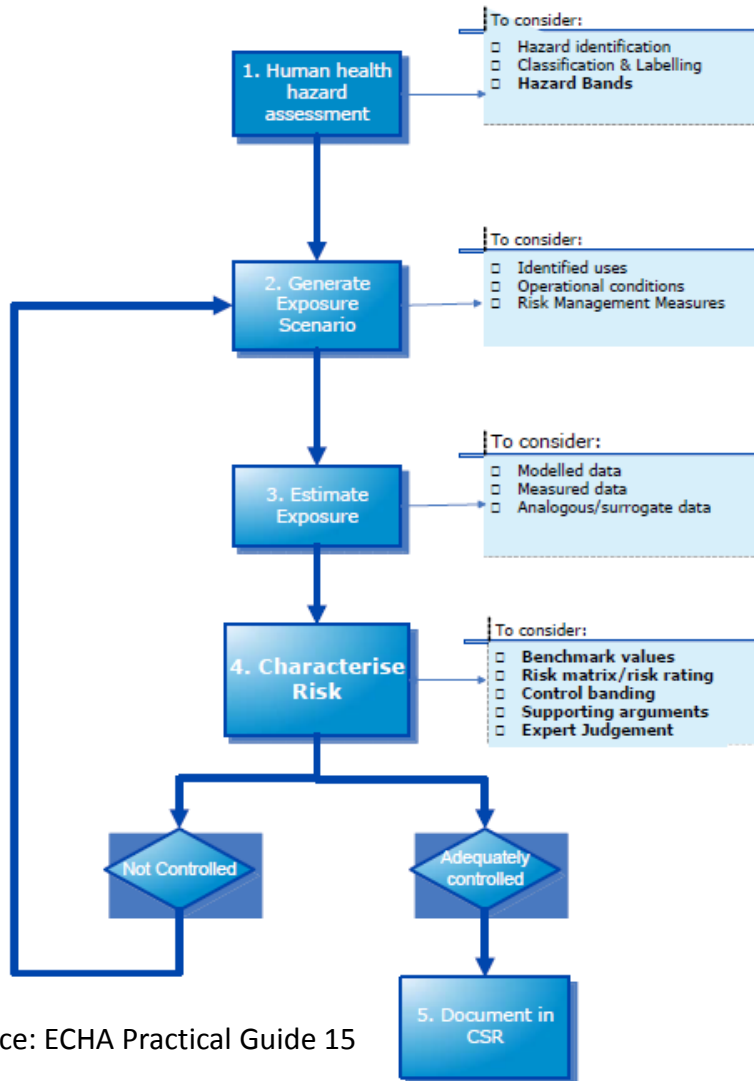 To consider:
Hazard identification
Classification & Labelling
Hazard Bands
1. Human health
hazard
assessment
To consider:
Identified uses
Operational conditions
Risk Management Measures
2. Generate
Exposure
Scenario
To consider:
Modelled data
Measured data
Analogous/surrogate data
3. Estimate
Exposure
To consider:
Benchmark values
Risk matrix/risk rating
Control banding
Supporting arguments
Expert Judgement
4. Characterise
Risk
Not Controlled
Adequately
controlled
5. Document in
CSR
ce: ECHA Practical Guide 15